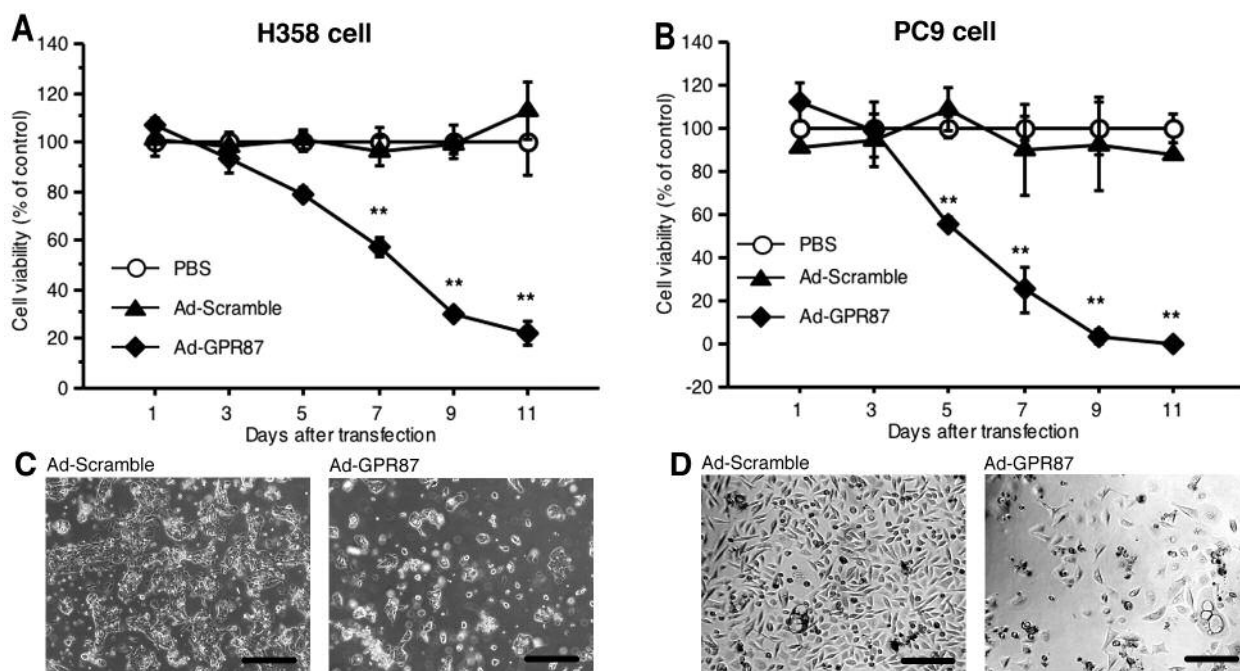 A
H358 cell
140
120
100
80
60
40
20
0
Cell viability (% of control)
PBS
Ad-Scramble
Ad-GPR87
**
**
**
1 3 5 7 9 11
Days after transfection
B
PC9 cell
140
120
100
80
60
40
20
0
-20
Cell viability (% of control)
PBS
Ad-Scramble
Ad-GPR87
**
**
**
**
1 3 5 7 9 11
Days after transfection
C
Ad-Scramble
Ad-GPR87
D
Ad-Scramble
Ad-GPR87